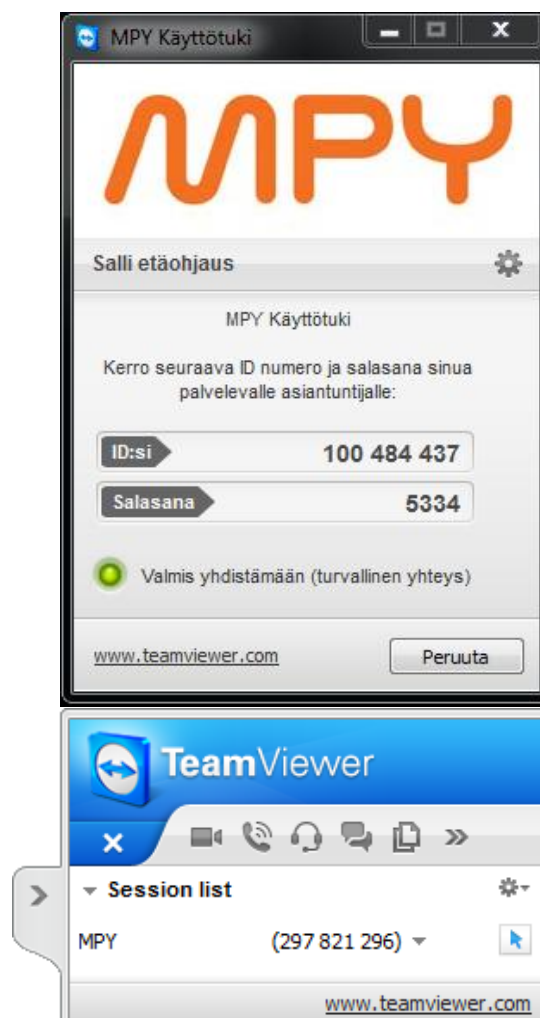 MPY Käyttötuki
MPY
Salli etäohjaus
MPY Käyttötuki
Kerro seuraava ID numero ja salasana sinua
palvelevalle asiantuntijalle:
ID:si 100 484 437
Salasana 5334
Valmis yhdistämään (turvallinen yhteys)
www.teamviewer.com Peruuta
TeamViewer
Session list
MPY (297 821 296)
www.teamviewer.com